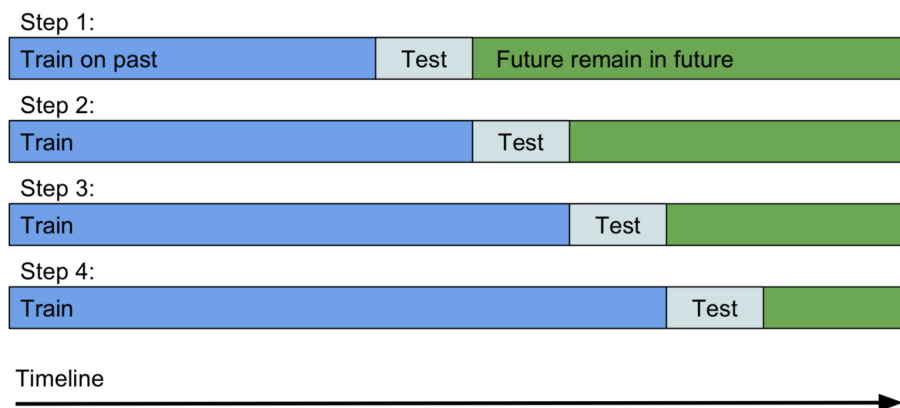 Step 1:
Train on past Test Future remain in future
Step 2:
Train Test
Step 3:
Train Test
Step 4:
Train Test
Timeline